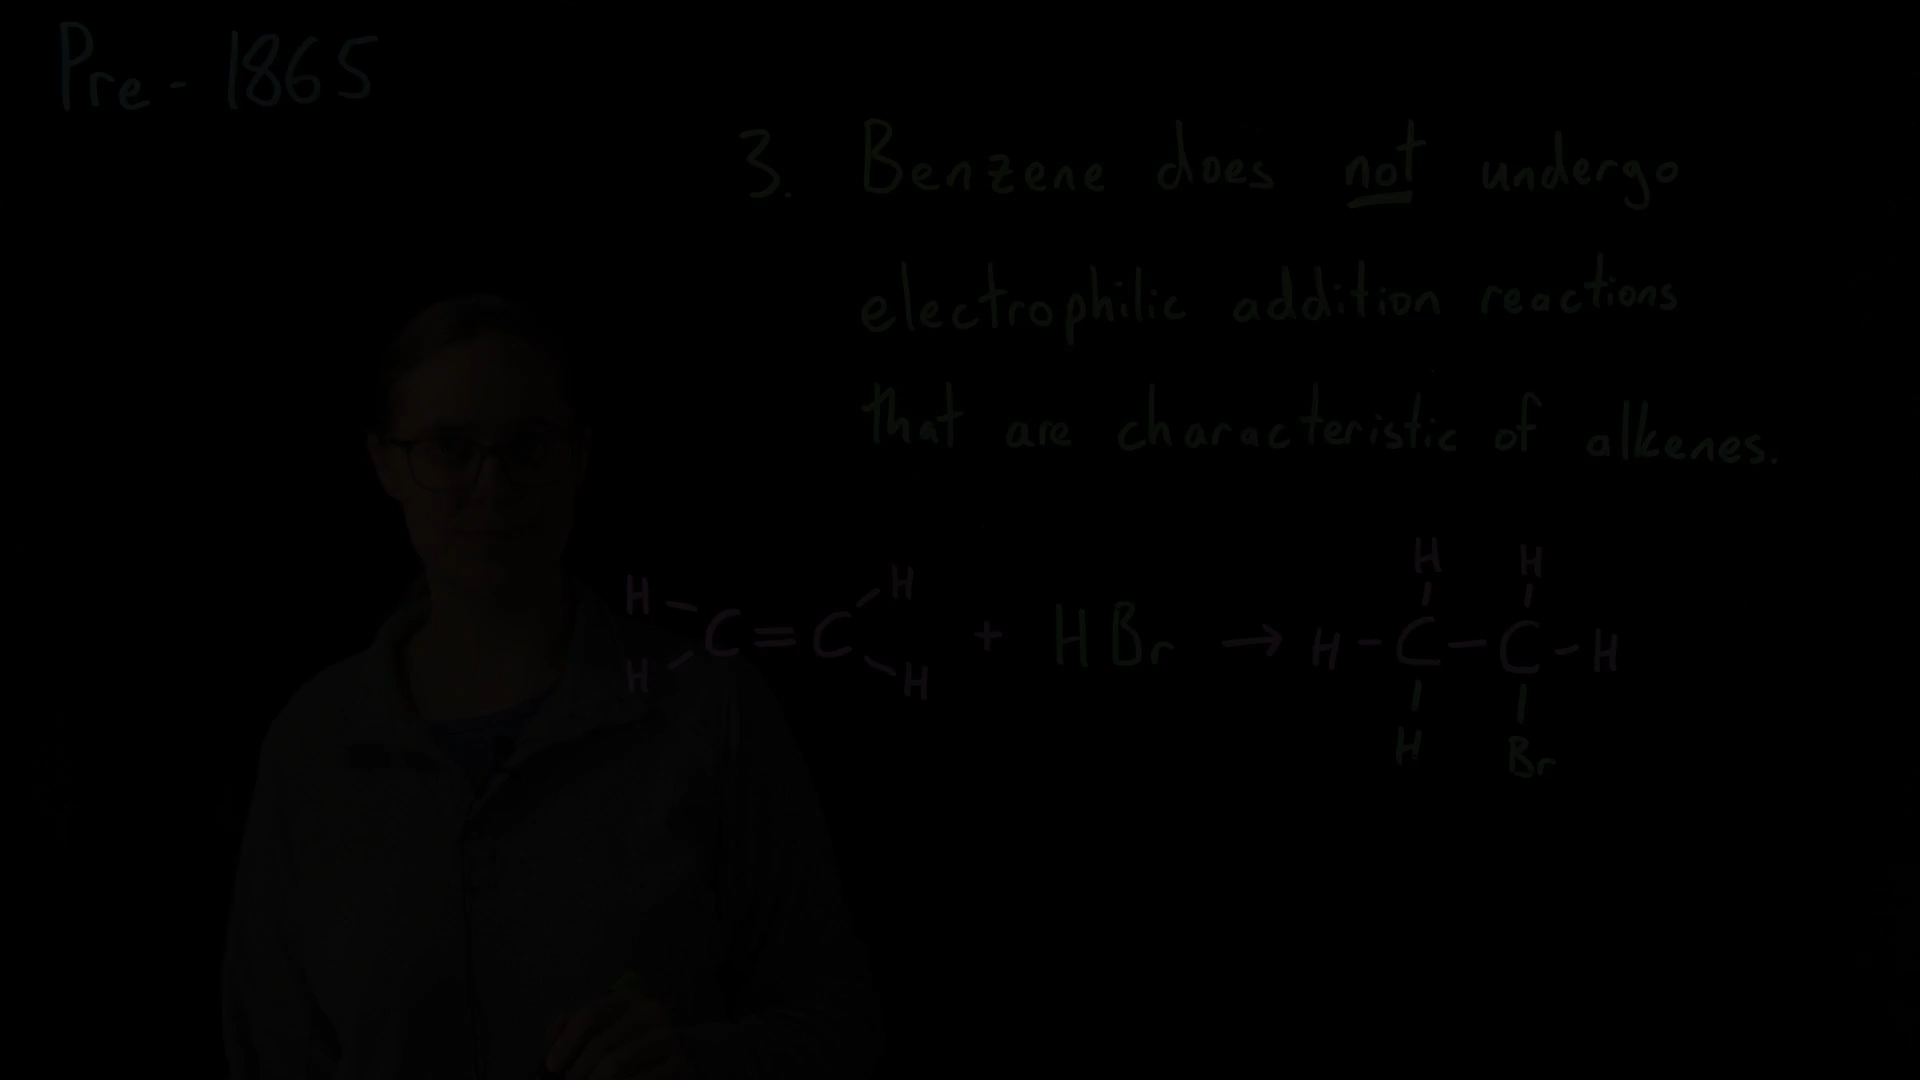 Pre - 1865
3. Benzene does not undergo
electrophilic addition reactions
that are characteristic of alkenes.
H H H H
H C = C H + HBr → H - C - C - H
H H Br